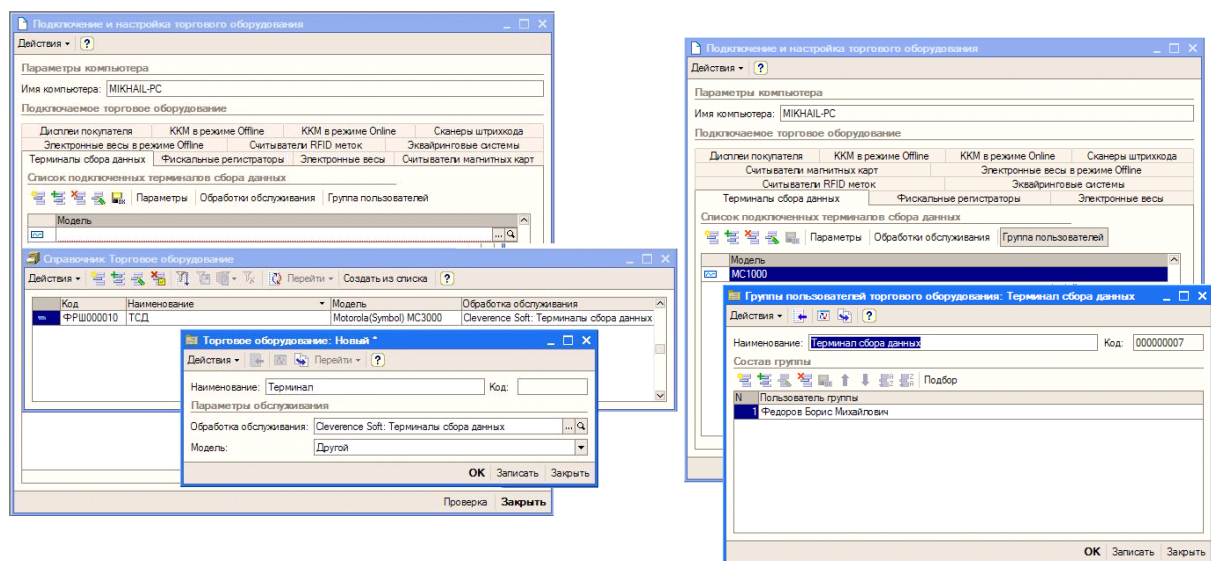 Подключение и настройка торгового оборудования
Действия ?
Параметры компьютера
Имя компьютера: MIKHAIL-PC
Подключаемое торговое оборудование
Дисплеи покупателя ККМ в режиме Offline ККМ в режиме Online Сканеры штрихкода
Электронные весы в режиме Offline Считыватели RFID меток Эквайринговые системы
Терминалы сбора данных Фискальные регистраторы Электронные весы Считыватели магнитных карт
Список подключенных терминалов сбора данных
Параметры Обработки обслуживания Группа пользователей
Модель
...
Справочник Торговое оборудование
Действия Перейти Создать из списка ?
Код Наименование Модель Обработка обслуживания
ФРШ000010 ТСД Motorola(Symbol) MC3000 Cleverence Soft: Терминалы сбора данных
Торговое оборудование: Новый *
Действия Перейти ?
Наименование: Терминал Код:
Параметры обслуживания
Обработка обслуживания: Cleverence Soft: Терминалы сбора данных ...
Модель: Другой
OK Записать Закрыть
Проверка Закрыть
Подключение и настройка торгового оборудования
Действия ?
Параметры компьютера
Имя компьютера: MIKHAIL-PC
Подключаемое торговое оборудование
Дисплеи покупателя ККМ в режиме Offline ККМ в режиме Online Сканеры штрихкода
Считыватели магнитных карт Электронные весы в режиме Offline
Считыватели RFID меток Эквайринговые системы
Терминалы сбора данных Фискальные регистраторы Электронные весы
Список подключенных терминалов сбора данных
Параметры Обработки обслуживания Группа пользователей
Модель
MC1000
Группы пользователей торгового оборудования: Терминал сбора данных
Действия ?
Наименование: Терминал сбора данных Код: 000000007
Состав группы
Подбор
N Пользователь группы
1 Федоров Борис Михайлович
OK Записать Закрыть